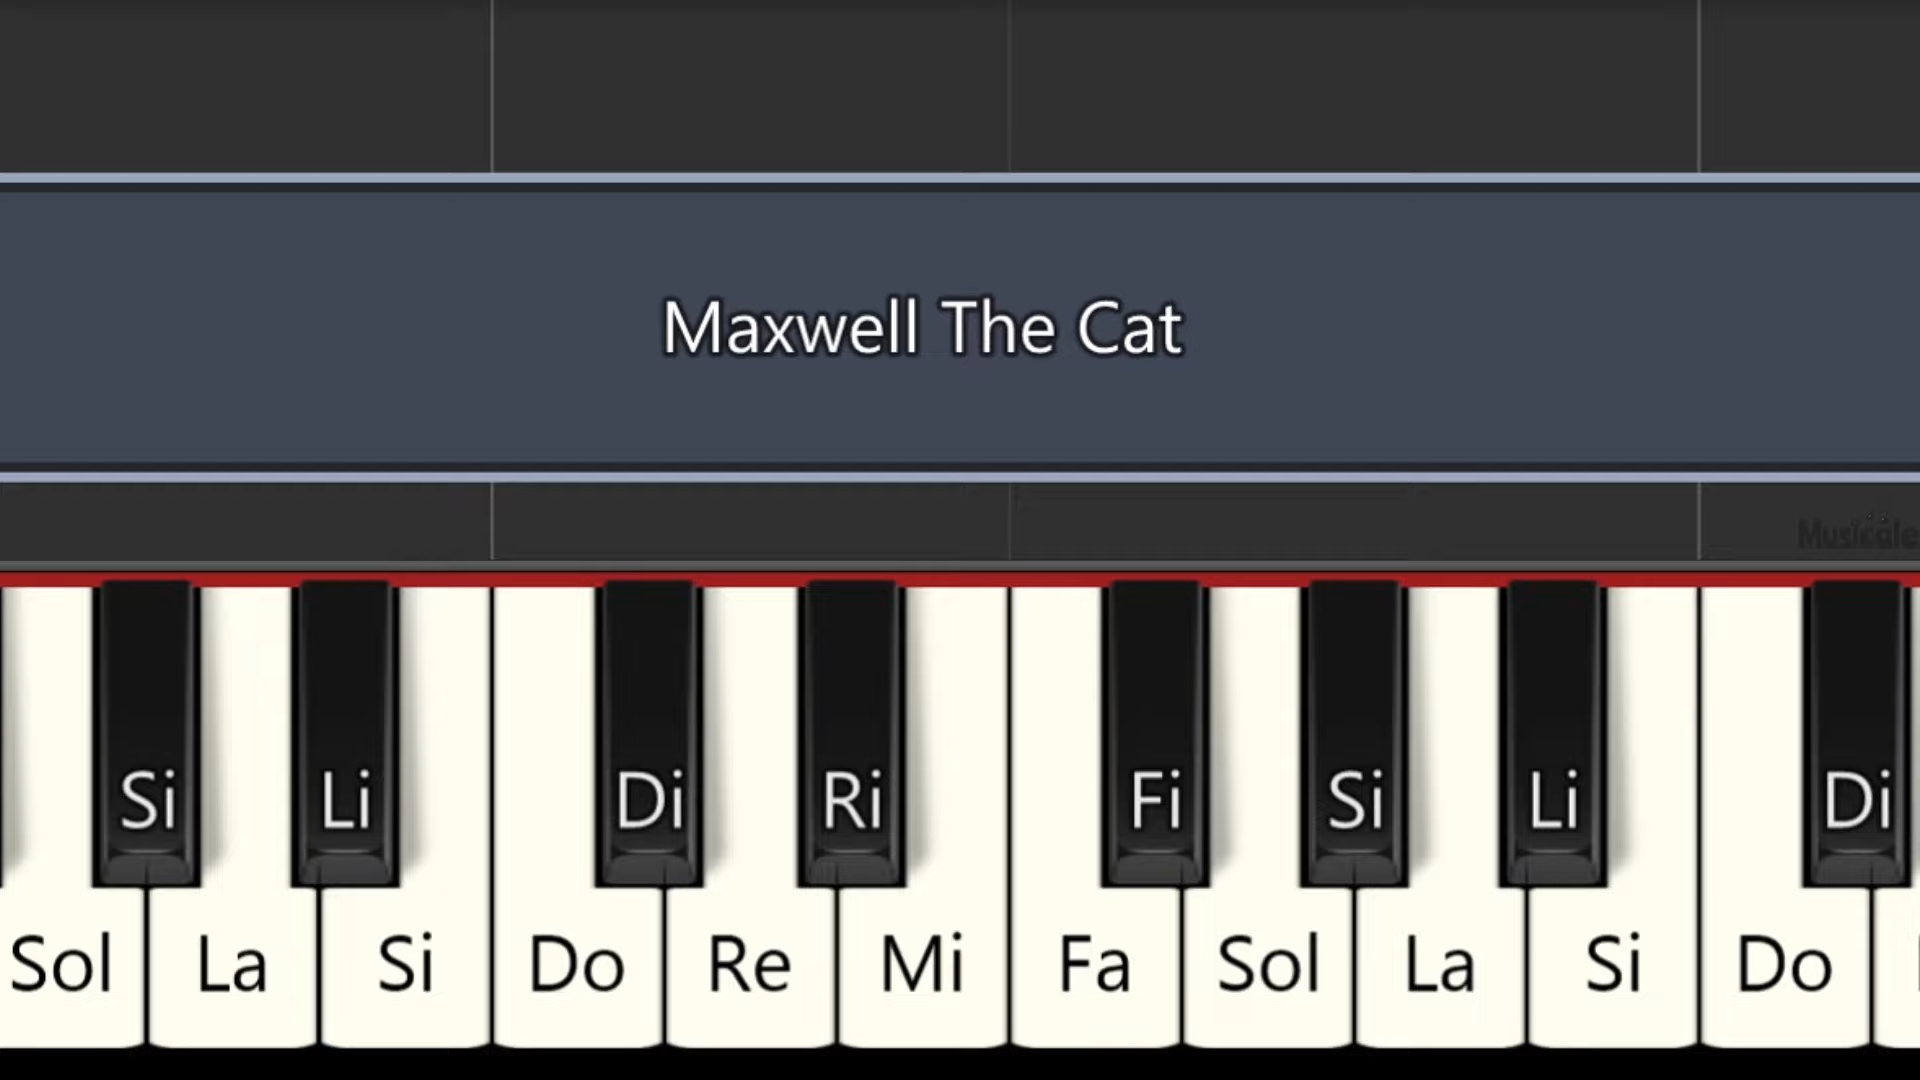 Maxwell The Cat
Musicale
Si Li Di Ri Fi Si Li Di
Sol La Si Do Re Mi Fa Sol La Si Do